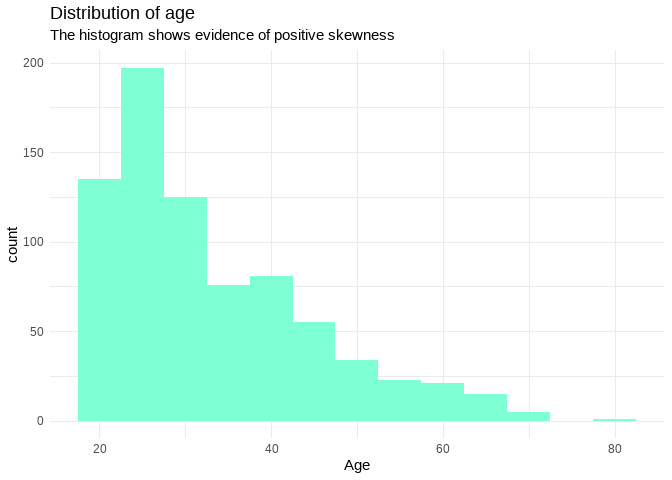 Distribution of age
The histogram shows evidence of positive skewness
200
150
100
50
0
count
20 40 60 80
Age